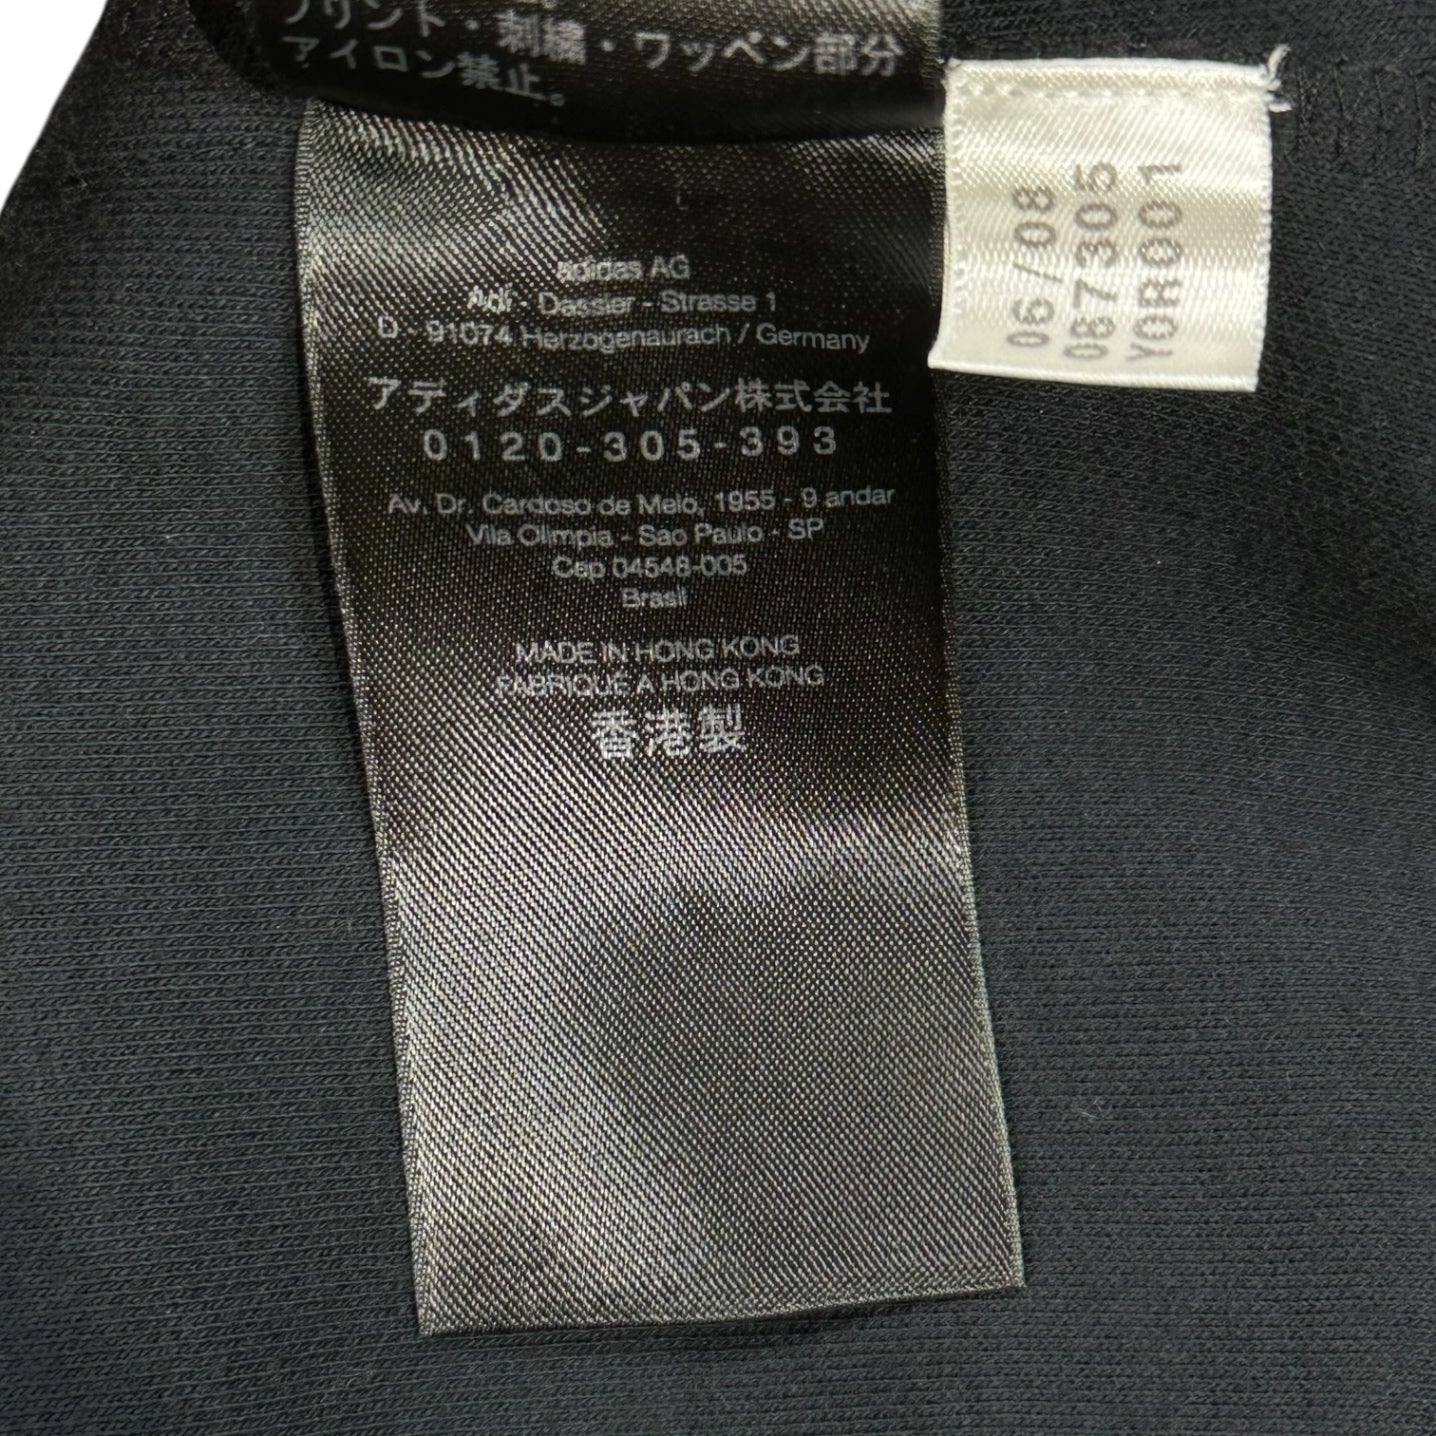 プリント・刺繍・ワッペン部分
アイロン禁止。
adidas AG
Adi - Dassler - Strasse 1
D - 91074 Herzogenaurach / Germany
アディダスジャパン株式会社
0120-305-393
Av. Dr. Cardoso de Melo, 1955 - 9 andar
Vila Olimpia - Sao Paulo - SP
Cep 04548-005
Brasil
MADE IN HONG KONG
FABRIQUE A HONG KONG
香港製
06/08
087305
Y0R001